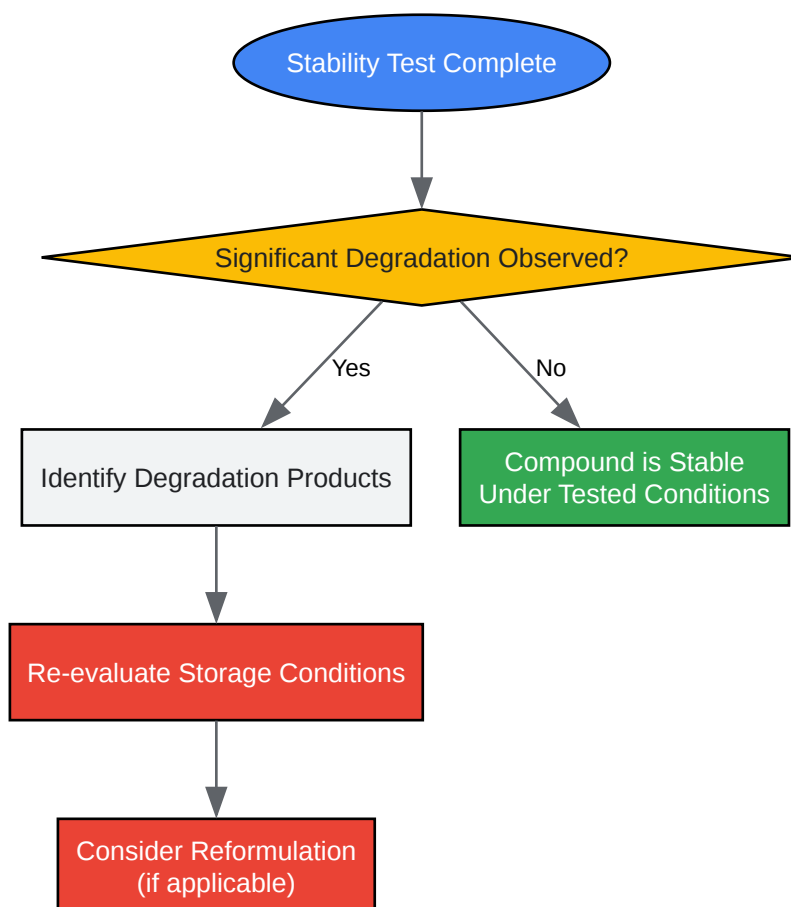 Stability Test Complete
Significant Degradation Observed?
Yes
No
Identify Degradation Products
Compound is Stable
Under Tested Conditions
Re-evaluate Storage Conditions
Consider Reformulation
(if applicable)